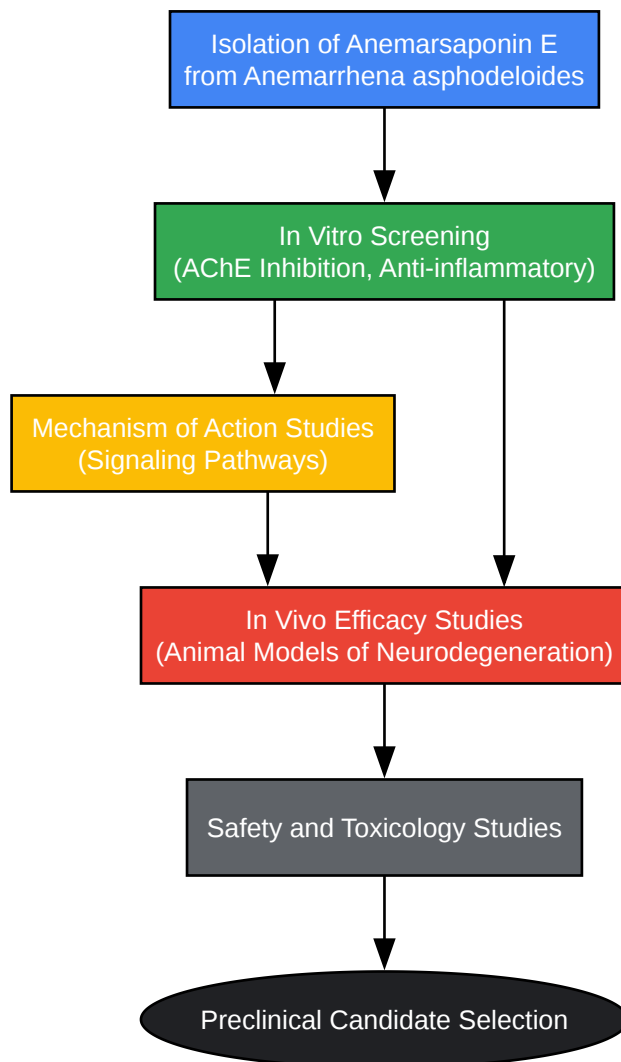 Isolation of Anemarsaponin E
from Anemarrhena asphodeloides
In Vitro Screening
(AChE Inhibition, Anti-inflammatory)
Mechanism of Action Studies
(Signaling Pathways)
In Vivo Efficacy Studies
(Animal Models of Neurodegeneration)
Safety and Toxicology Studies
Preclinical Candidate Selection